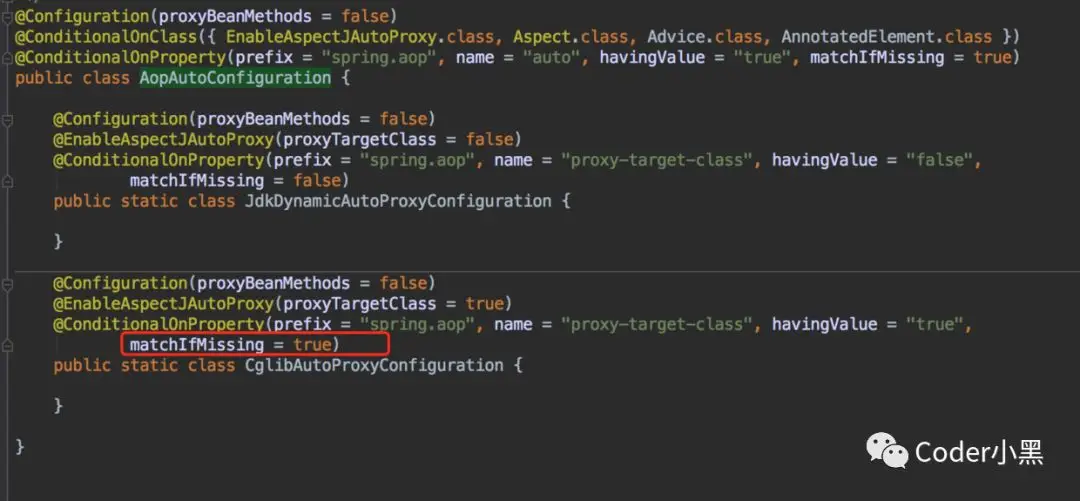 @Configuration(proxyBeanMethods = false)
@ConditionalOnClass({ EnableAspectJAutoProxy.class, Aspect.class, Advice.class, AnnotatedElement.class })
@ConditionalOnProperty(prefix = "spring.aop", name = "auto", havingValue = "true", matchIfMissing = true)
public class AopAutoConfiguration {
@Configuration(proxyBeanMethods = false)
@EnableAspectJAutoProxy(proxyTargetClass = false)
@ConditionalOnProperty(prefix = "spring.aop", name = "proxy-target-class", havingValue = "false",
matchIfMissing = false)
public static class JdkDynamicAutoProxyConfiguration {
}
@Configuration(proxyBeanMethods = false)
@EnableAspectJAutoProxy(proxyTargetClass = true)
@ConditionalOnProperty(prefix = "spring.aop", name = "proxy-target-class", havingValue = "true",
matchIfMissing = true)
public static class CglibAutoProxyConfiguration {
}
}
Coder小黑